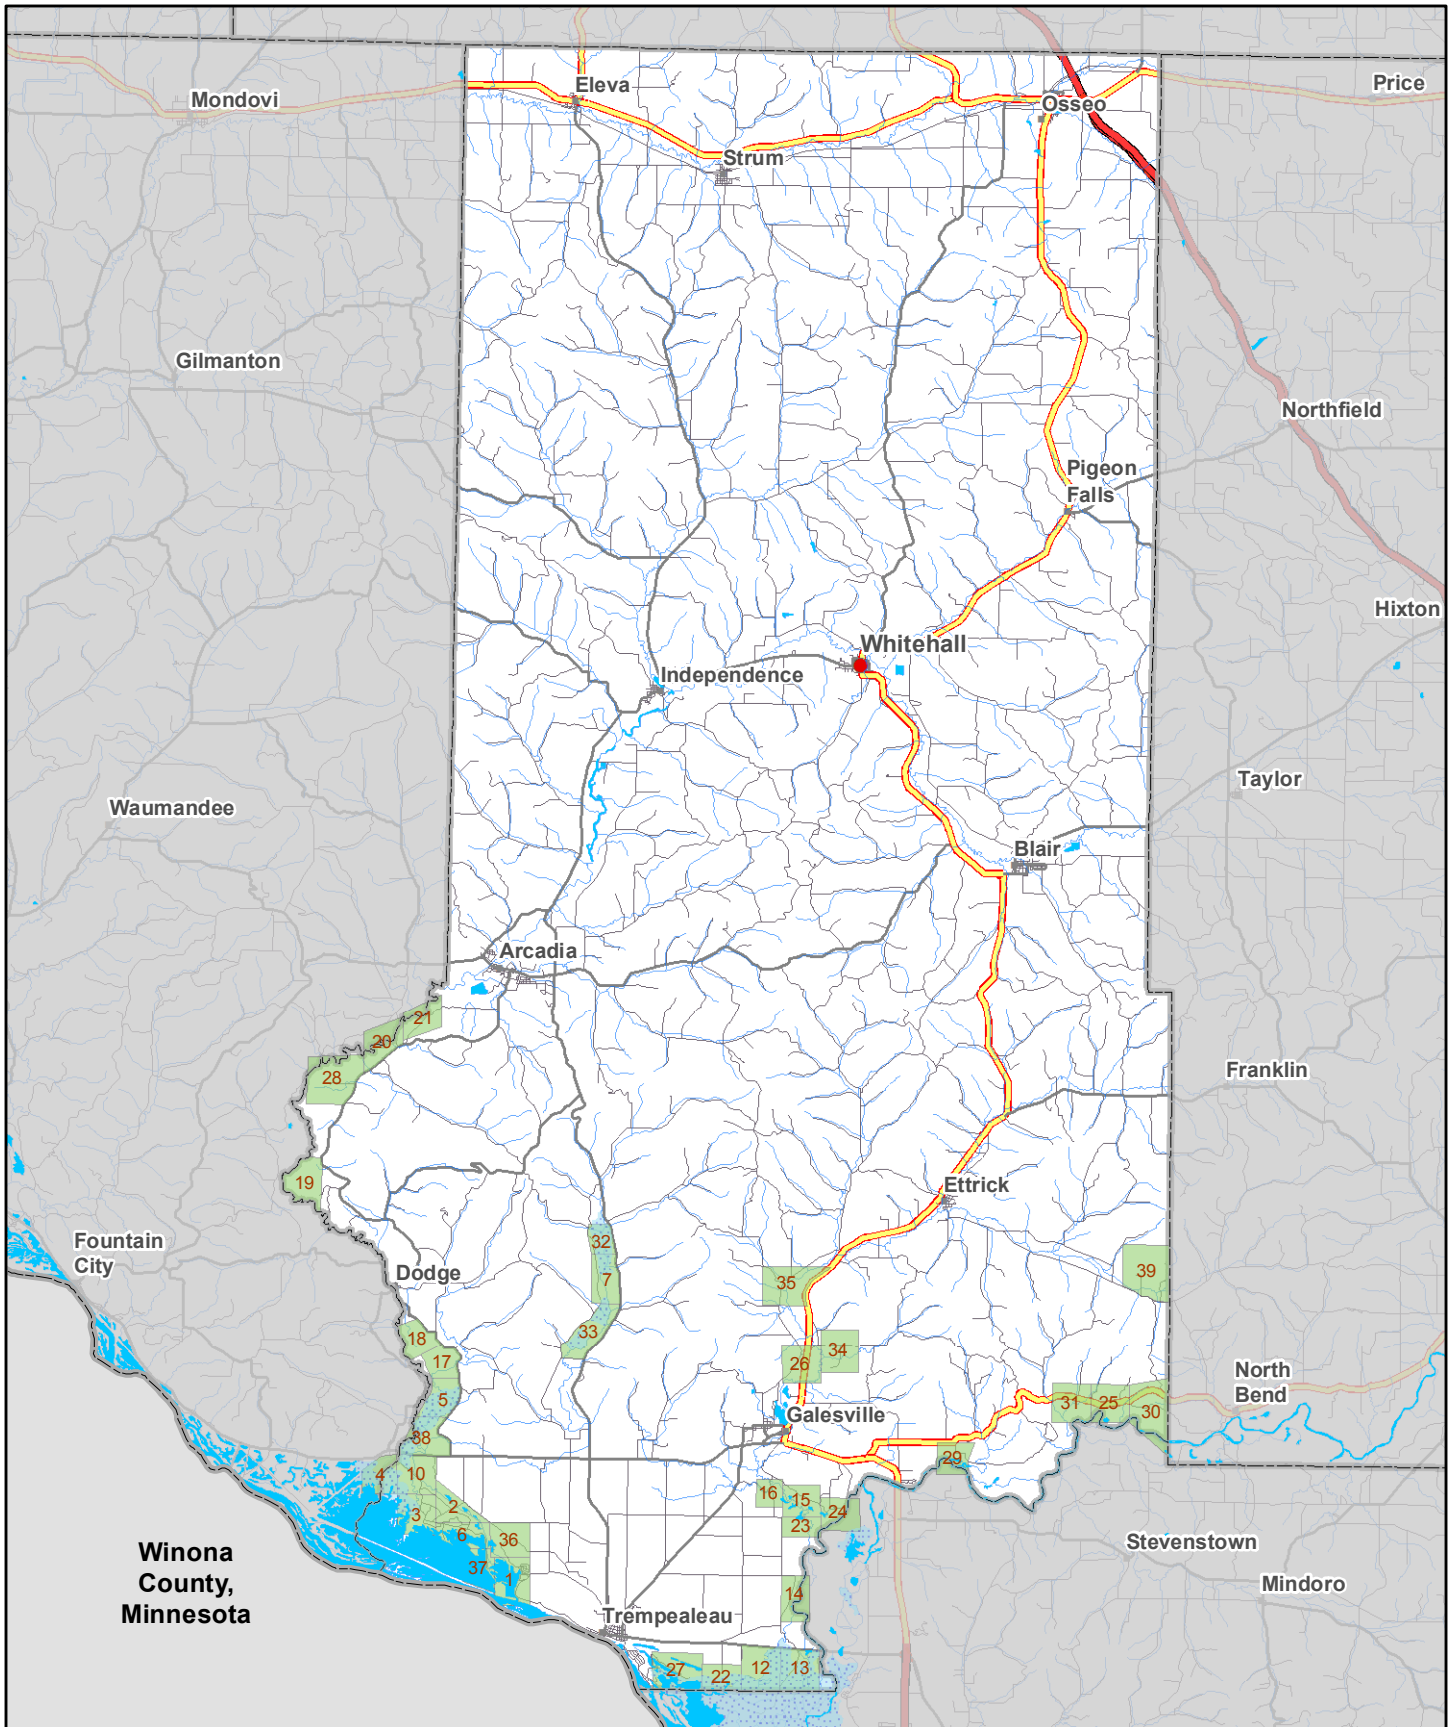 Eleva
Osseo
Price
Mondovi
Strum
Gilmanton
Northfield
Pigeon
Falls
Hixton
Whitehall
Independence
Taylor
Waumandee
Blair
Arcadia
21
20
28
Franklin
19
Ettrick
Fountain
City
32
Dodge
7
39
35
33
18
17
26
34
North
Bend
5
31
25
30
Galesville
38
29
4
10
16
15
2
3
24
6
23
36
Stevenstown
Winona
County,
Minnesota
37
1
Mindoro
14
Trempealeau
27
22
12
13